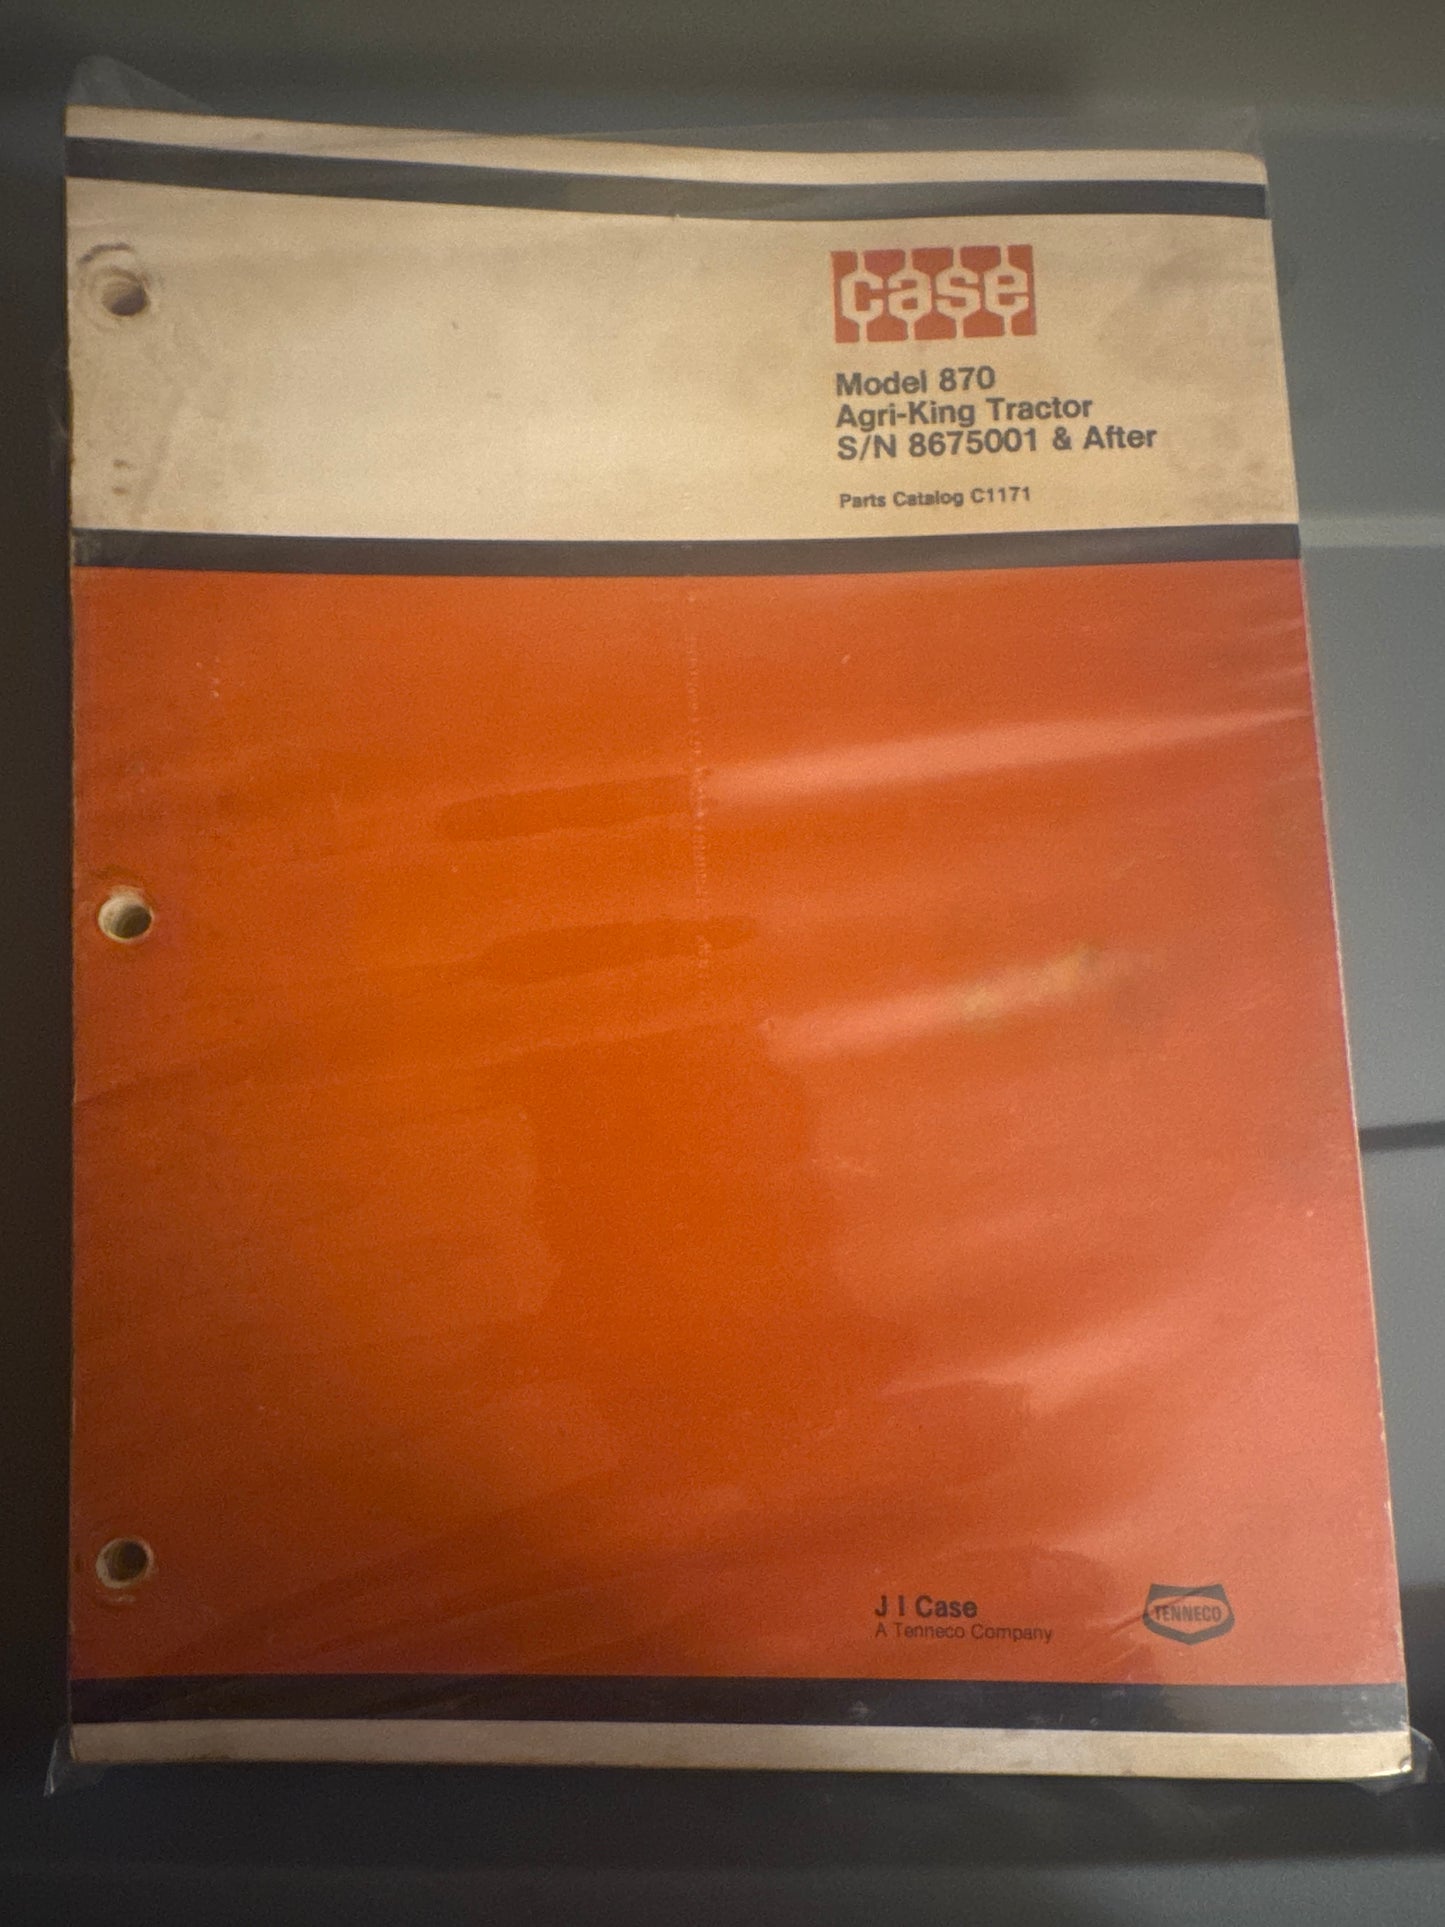 case
Model 870
Agri-King Tractor
S/N 8675001 & After
Parts Catalog C1171
J I Case
A Tenneco Company
TENNECO